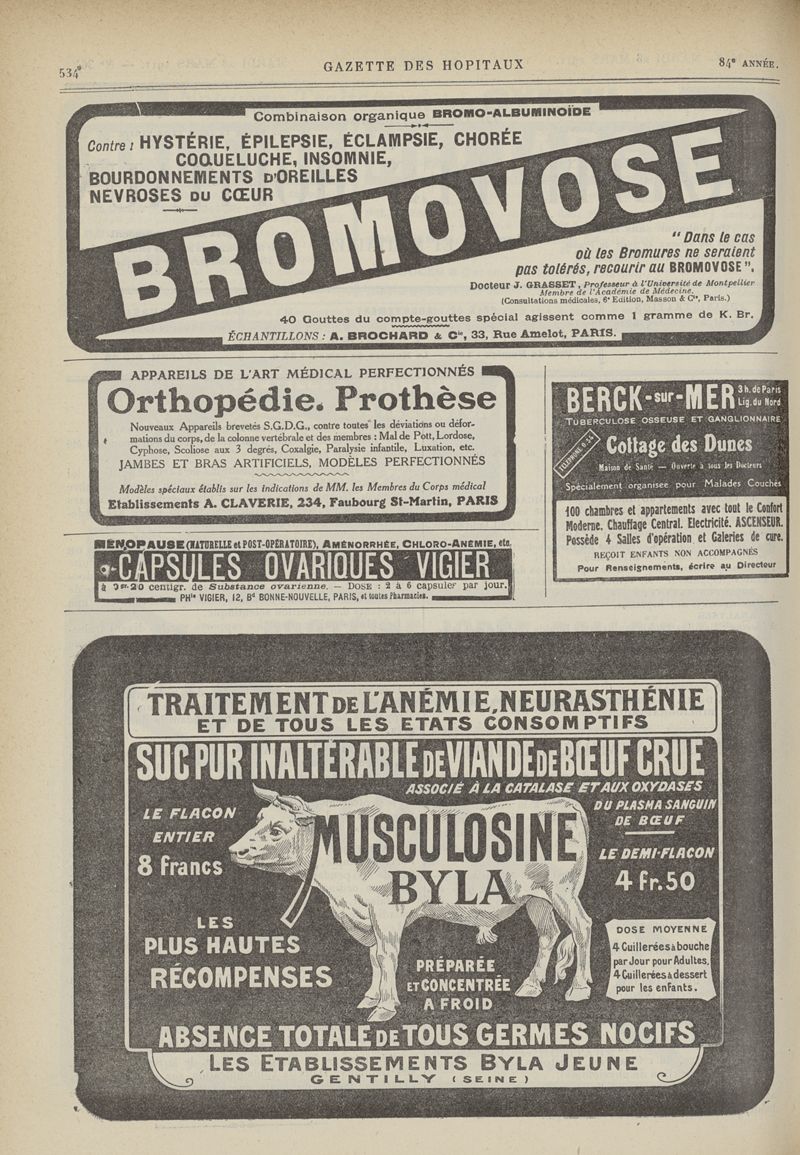 534
GAZETTE DES HOPITAUX
84e ANNÉE.
Combinaison organique BROMO-ALBUMINOÏDE
Contre : HYSTÉRIE, ÉPILEPSIE, ÉCLAMPSIE, CHORÉE
COQUELUCHE, INSOMNIE,
BOURDONNEMENTS D'OREILLES
NEVROSES DU CŒUR
BROMOVOSE
"Dans le cas
où les Bromures ne seraient
pas tolérés, recourir au BROMOVOSE".
Docteur J. GRASSET, Professeur à l'Université de Montpellier
Membre de l'Académie de Médecine.
(Consultations médicales, 6e Edition, Masson & Cie, Paris.)
40 Gouttes du compte-gouttes spécial agissent comme 1 gramme de K. Br.
ÉCHANTILLONS : A. BROCHARD & Cie, 33, Rue Amelot, PARIS.
APPAREILS DE L'ART MÉDICAL PERFECTIONNÉS
Orthopédie. Prothèse
Nouveaux Appareils brevetés S.G.D.G., contre toutes les déviations ou défor-
mations du corps, de la colonne vertébrale et des membres : Mal de Pott, Lordose,
Cyphose, Scoliose aux 3 degrés, Coxalgie, Paralysie infantile, Luxation, etc.
JAMBES ET BRAS ARTIFICIELS, MODÈLES PERFECTIONNÉS
Modèles spéciaux établis sur les indications de MM. les Membres du Corps médical
Etablissements A. CLAVERIE, 234, Faubourg St-Martin, PARIS
BERCK-sur-MER 3 h. de Paris
Lig. du Nord
TUBERCULOSE OSSEUSE ET GANGLIONNAIRE
TÉLÉPHONE 0.14
Cottage des Dunes
Maison de Santé — Ouverte à tous les Docteurs
Spécialement organisée pour Malades Couchés
100 chambres et appartements avec tout le Confort
Moderne. Chauffage Central. Electricité. ASCENSEUR.
Possède 4 Salles d'opération et Galeries de cure.
REÇOIT ENFANTS NON ACCOMPAGNÉS
Pour Renseignements, écrire au Directeur
MÉNOPAUSE (NATURELLE et POST-OPÉRATOIRE), AMÉNORRHÉE, CHLORO-ANÉMIE, etc.
CAPSULES OVARIQUES VIGIER
à 0gr.20 centigr. de Substance ovarienne. — DOSE : 2 à 6 capsules par jour.
PHie VIGIER, 12, Bd BONNE-NOUVELLE, PARIS, et toutes Pharmacies.
TRAITEMENT DE L'ANÉMIE, NEURASTHÉNIE
ET DE TOUS LES ETATS CONSOMPTIFS
SUC PUR INALTÉRABLE DE VIANDE DE BŒUF CRUE
ASSOCIÉ À LA CATALASE ET AUX OXYDASES
DU PLASMA SANGUIN
DE BŒUF
LE FLACON
ENTIER
8 francs
MUSCULOSINE
BYLA
LE DEMI-FLACON
4 fr. 50
LES
PLUS HAUTES
RÉCOMPENSES
PRÉPARÉE
ET CONCENTRÉE
A FROID
DOSE MOYENNE
4 Cuillerées à bouche
par Jour pour Adultes,
4 Cuillerées à dessert
pour les enfants.
ABSENCE TOTALE DE TOUS GERMES NOCIFS
LES ETABLISSEMENTS BYLA JEUNE
GENTILLY (SEINE)